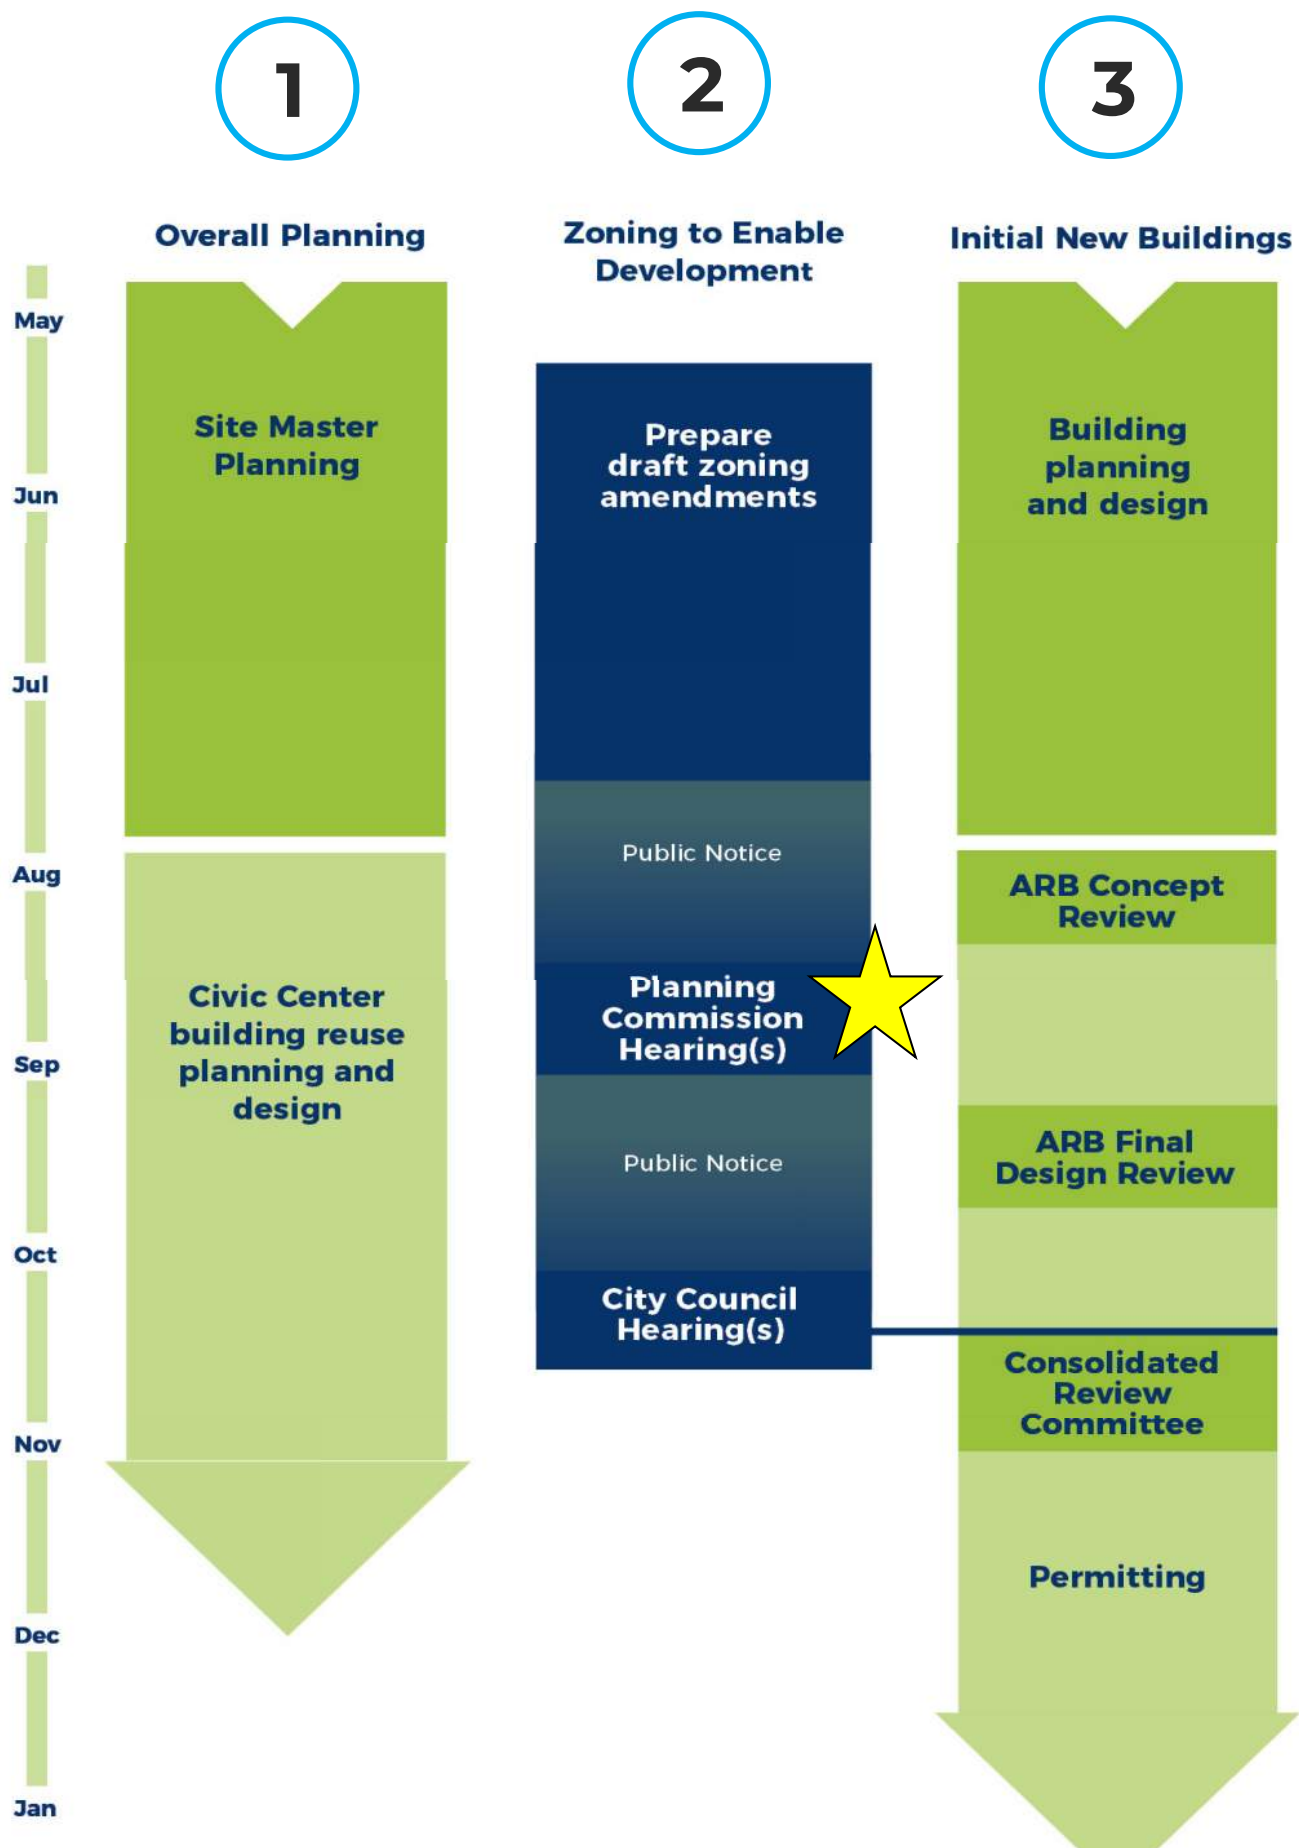 1
2
3
Overall Planning
Zoning to Enable
Development
Initial New Buildings
May
Jun
Jul
Aug
Sep
Oct
Nov
Dec
Jan
Site Master
Planning
Civic Center
building reuse
planning and
design
Prepare
draft zoning
amendments
Public Notice
Planning
Commission
Hearing(s)
Public Notice
City Council
Hearing(s)
Building
planning
and design
ARB Concept
Review
ARB Final
Design Review
Consolidated
Review
Committee
Permitting